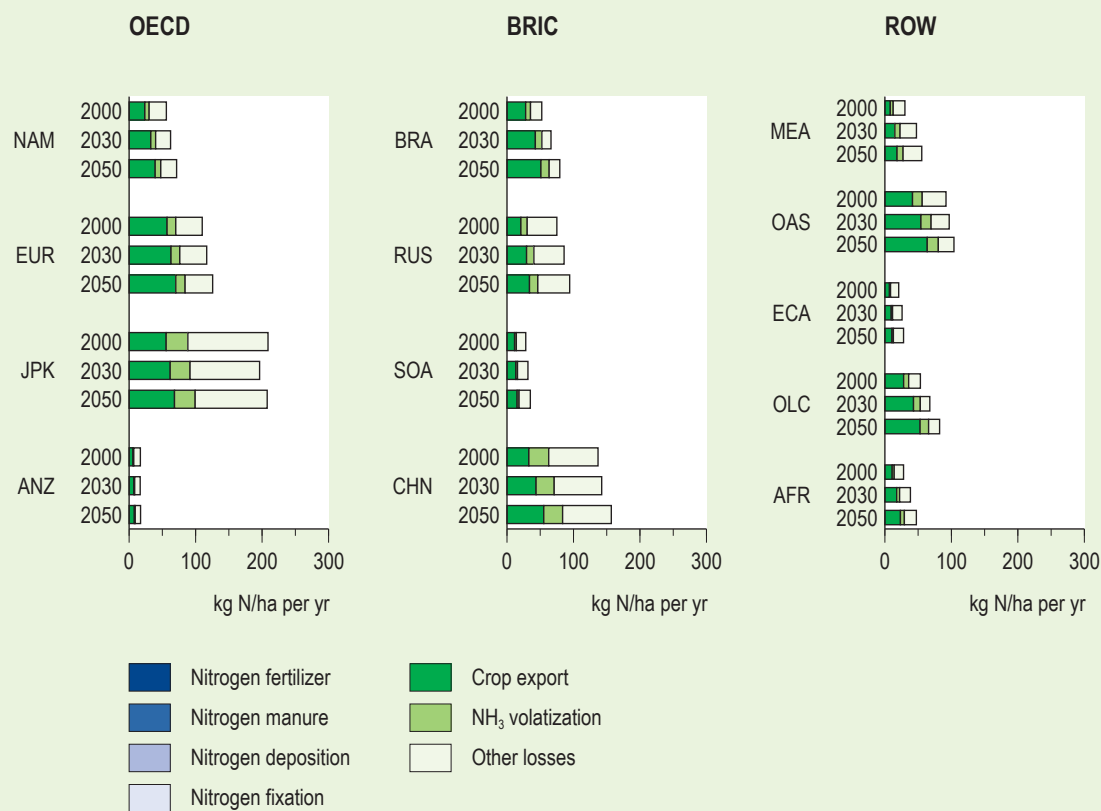 OECD
BRIC
ROW
NAM
2000
2030
2050
EUR
2000
2030
2050
JPK
2000
2030
2050
ANZ
2000
2030
2050
0 100 200 300
kg N/ha per yr
BRA
2000
2030
2050
RUS
2000
2030
2050
SOA
2000
2030
2050
CHN
2000
2030
2050
0 100 200 300
kg N/ha per yr
MEA
2000
2030
2050
OAS
2000
2030
2050
ECA
2000
2030
2050
OLC
2000
2030
2050
AFR
2000
2030
2050
0 100 200 300
kg N/ha per yr
Nitrogen fertilizer
Nitrogen manure
Nitrogen deposition
Nitrogen fixation
Crop export
NH₃ volatization
Other losses